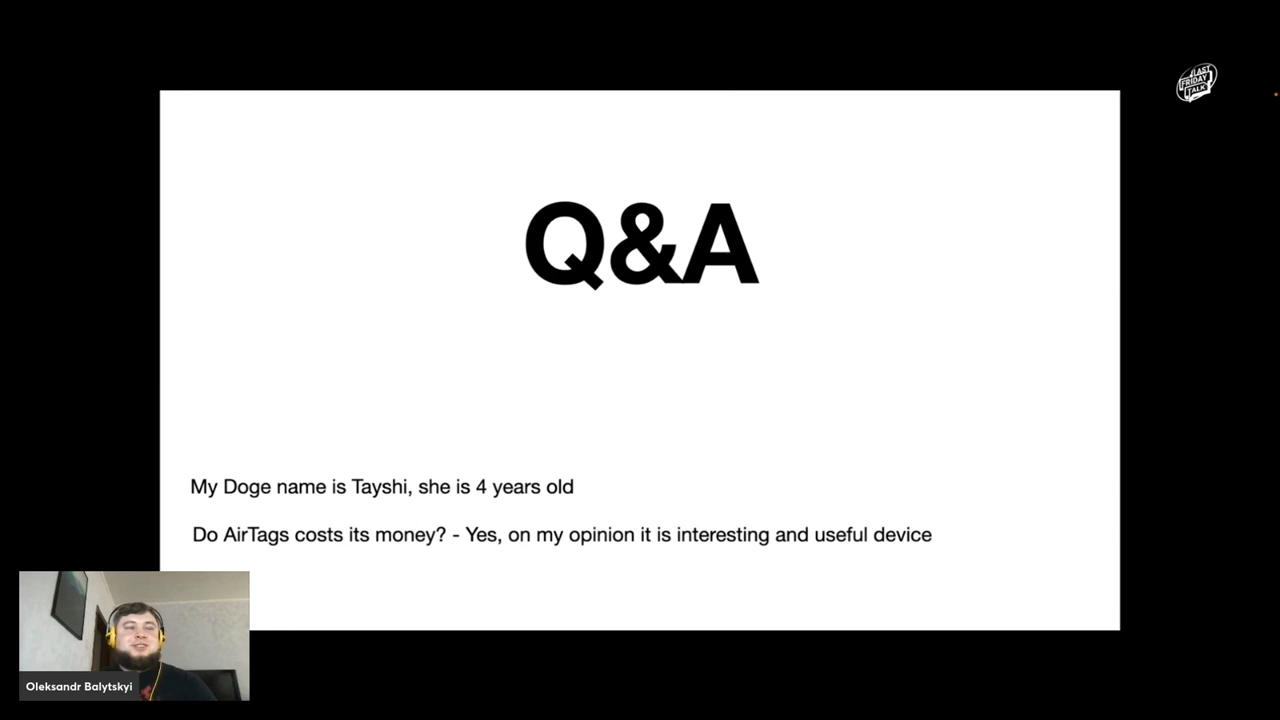 LAST
FRIDAY
TALK
Q&A
My Doge name is Tayshi, she is 4 years old
Do AirTags costs its money? - Yes, on my opinion it is interesting and useful device
Oleksandr Balytskyi